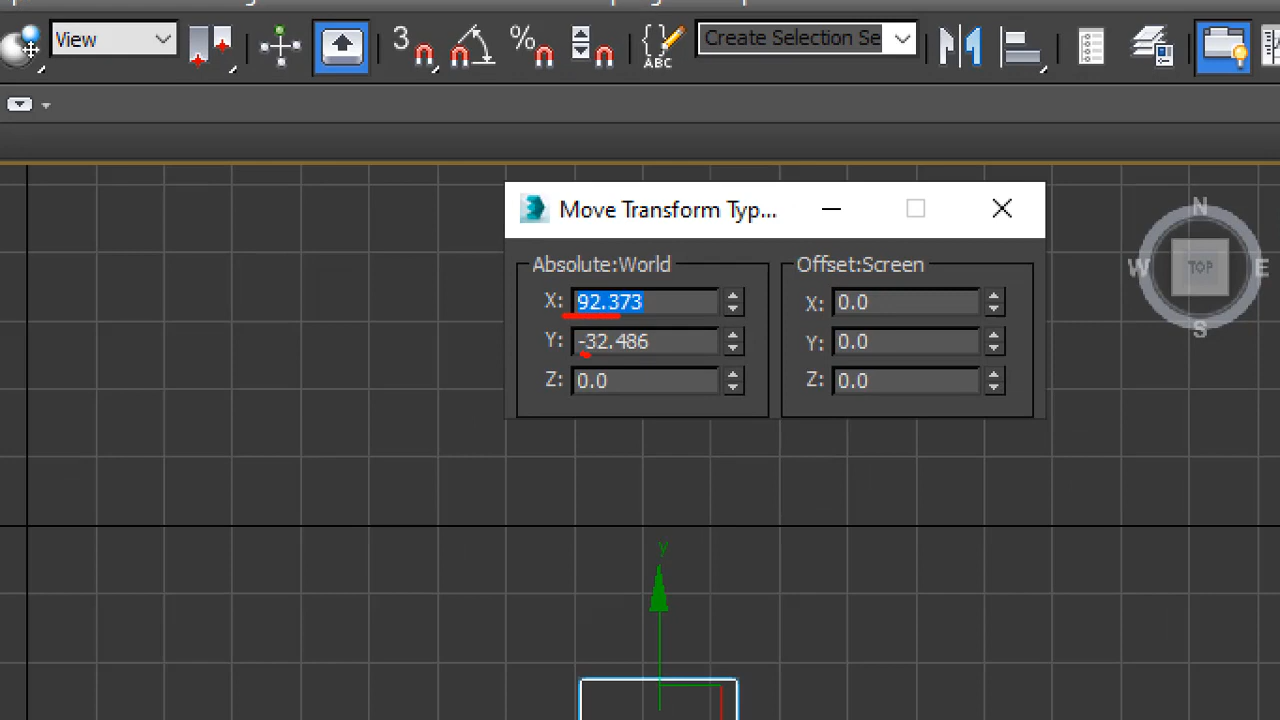 View
3
%
ABC
Create Selection Se
Move Transform Typ...
Absolute:World
X: 92.373
Y: -32.486
Z: 0.0
Offset:Screen
X: 0.0
Y: 0.0
Z: 0.0
N
W
TOP
E
S
y